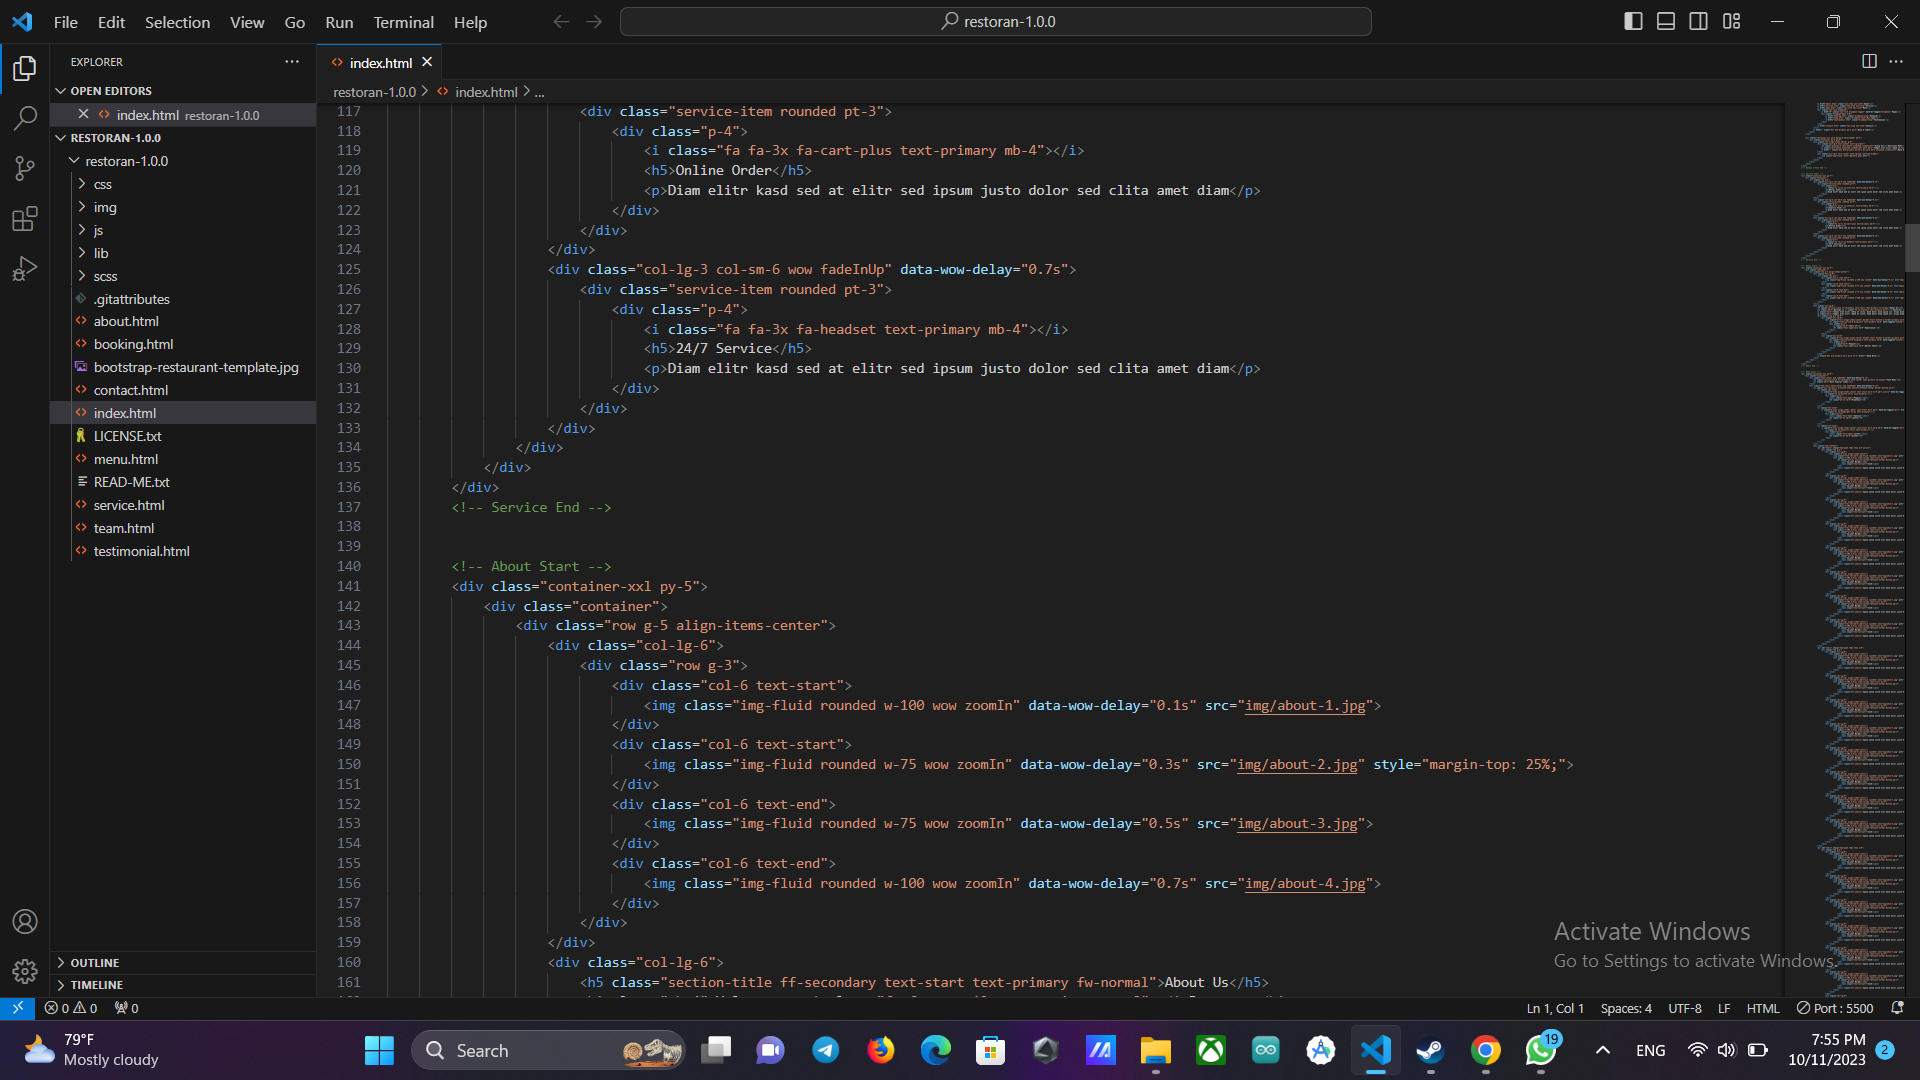 File Edit Selection View Go Run Terminal Help
restoran-1.0.0
EXPLORER
OPEN EDITORS
index.html restoran-1.0.0
RESTORAN-1.0.0
restoran-1.0.0
css
img
js
lib
scss
.gitattributes
about.html
booking.html
bootstrap-restaurant-template.jpg
contact.html
index.html
LICENSE.txt
menu.html
READ-ME.txt
service.html
team.html
testimonial.html
OUTLINE
TIMELINE
index.html
restoran-1.0.0 > index.html > ...
117 <div class="service-item rounded pt-3">
118 <div class="p-4">
119 <i class="fa fa-3x fa-cart-plus text-primary mb-4"></i>
120 <h5>Online Order</h5>
121 <p>Diam elitr kasd sed at elitr sed ipsum justo dolor sed clita amet diam</p>
122 </div>
123 </div>
124 </div>
125 <div class="col-lg-3 col-sm-6 wow fadeInUp" data-wow-delay="0.7s">
126 <div class="service-item rounded pt-3">
127 <div class="p-4">
128 <i class="fa fa-3x fa-headset text-primary mb-4"></i>
129 <h5>24/7 Service</h5>
130 <p>Diam elitr kasd sed at elitr sed ipsum justo dolor sed clita amet diam</p>
131 </div>
132 </div>
133 </div>
134 </div>
135 </div>
136 </div>
137 <!-- Service End -->
138
139
140 <!-- About Start -->
141 <div class="container-xxl py-5">
142 <div class="container">
143 <div class="row g-5 align-items-center">
144 <div class="col-lg-6">
145 <div class="row g-3">
146 <div class="col-6 text-start">
147 <img class="img-fluid rounded w-100 wow zoomIn" data-wow-delay="0.1s" src="img/about-1.jpg">
148 </div>
149 <div class="col-6 text-start">
150 <img class="img-fluid rounded w-75 wow zoomIn" data-wow-delay="0.3s" src="img/about-2.jpg" style="margin-top: 25%;">
151 </div>
152 <div class="col-6 text-end">
153 <img class="img-fluid rounded w-75 wow zoomIn" data-wow-delay="0.5s" src="img/about-3.jpg">
154 </div>
155 <div class="col-6 text-end">
156 <img class="img-fluid rounded w-100 wow zoomIn" data-wow-delay="0.7s" src="img/about-4.jpg">
157 </div>
158 </div>
159 </div>
160 <div class="col-lg-6">
161 <h5 class="section-title ff-secondary text-start text-primary fw-normal">About Us</h5>
Activate Windows
Go to Settings to activate Windows.
0 0 0
Ln 1, Col 1 Spaces: 4 UTF-8 LF HTML Port : 5500
79°F
Mostly cloudy
Search
19
ENG
7:55 PM
10/11/2023
2